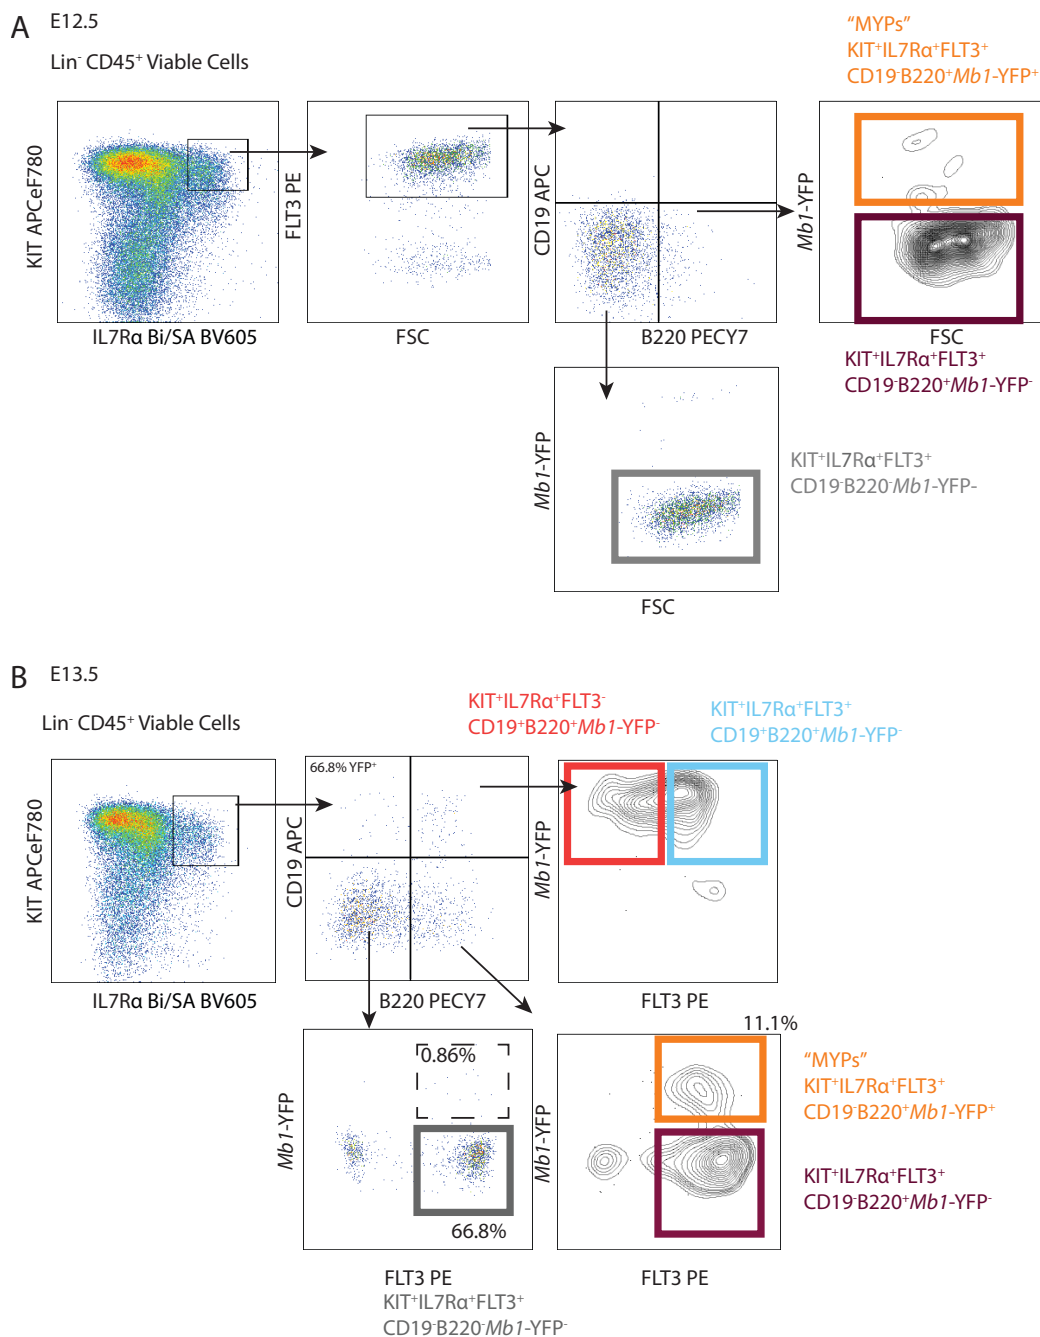 A
E12.5
Lin⁻ CD45⁺ Viable Cells
"MYPs"
KIT⁺IL7Rα⁺FLT3⁺
CD19⁻B220⁺Mb1-YFP⁺
KIT APCeF780
IL7Rα Bi/SA BV605
FLT3 PE
FSC
CD19 APC
B220 PECY7
Mb1-YFP
FSC
KIT⁺IL7Rα⁺FLT3⁺
CD19⁻B220⁺Mb1-YFP⁻
Mb1-YFP
FSC
KIT⁺IL7Rα⁺FLT3⁺
CD19⁻B220⁻Mb1-YFP-
B
E13.5
Lin⁻ CD45⁺ Viable Cells
KIT⁺IL7Rα⁺FLT3⁻
CD19⁺B220⁺Mb1-YFP⁻
KIT⁺IL7Rα⁺FLT3⁺
CD19⁺B220⁺Mb1-YFP⁻
KIT APCeF780
IL7Rα Bi/SA BV605
66.8% YFP⁺
CD19 APC
B220 PECY7
Mb1-YFP
FLT3 PE
Mb1-YFP
0.86%
66.8%
FLT3 PE
KIT⁺IL7Rα⁺FLT3⁺
CD19⁻B220⁻Mb1-YFP⁻
Mb1-YFP
11.1%
FLT3 PE
"MYPs"
KIT⁺IL7Rα⁺FLT3⁺
CD19⁻B220⁺Mb1-YFP⁺
KIT⁺IL7Rα⁺FLT3⁺
CD19⁻B220⁺Mb1-YFP⁻